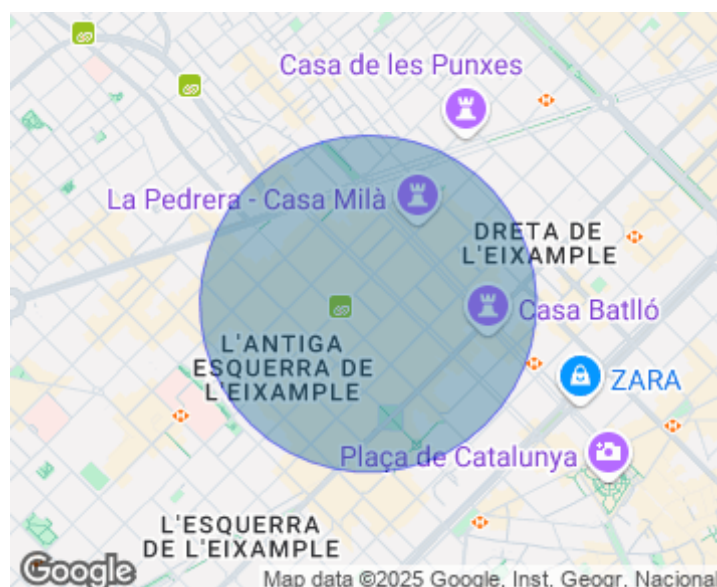 Casa de les Punxes
La Pedrera - Casa Milà
DRETA DE
L'EIXAMPLE
Casa Batlló
L'ANTIGA
ESQUERRA DE
L'EIXAMPLE
ZARA
Plaça de Catalunya
L'ESQUERRA
DE L'EIXAMPLE
Google
Map data ©2025 Google, Inst. Geogr. Nacional